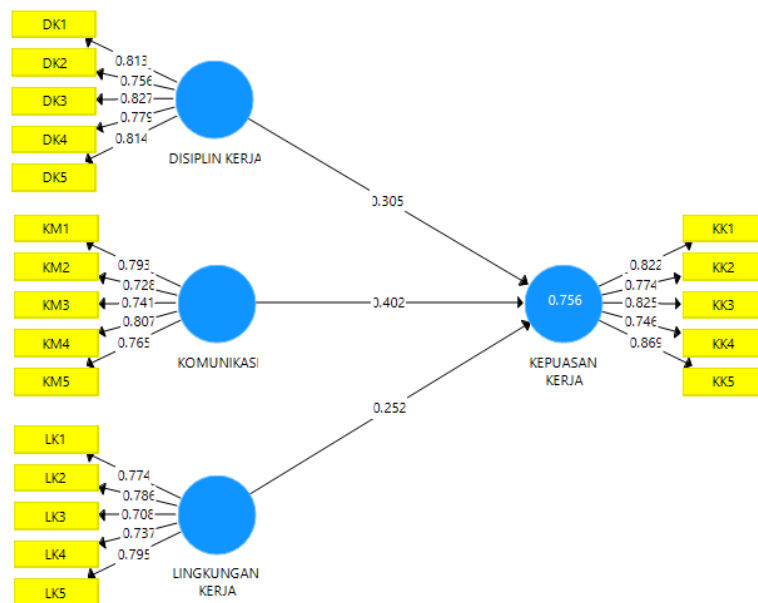 DK1
DK2
DK3
DK4
DK5
0.813
0.756
0.827
0.779
0.814
DISIPLIN KERJA
0.305
KM1
KM2
KM3
KM4
KM5
0.793
0.728
0.741
0.807
0.765
KOMUNIKASI
0.402
LK1
LK2
LK3
LK4
LK5
0.774
0.786
0.708
0.737
0.795
LINGKUNGAN
KERJA
0.252
0.756
KEPUASAN
KERJA
0.822
0.774
0.825
0.746
0.869
KK1
KK2
KK3
KK4
KK5